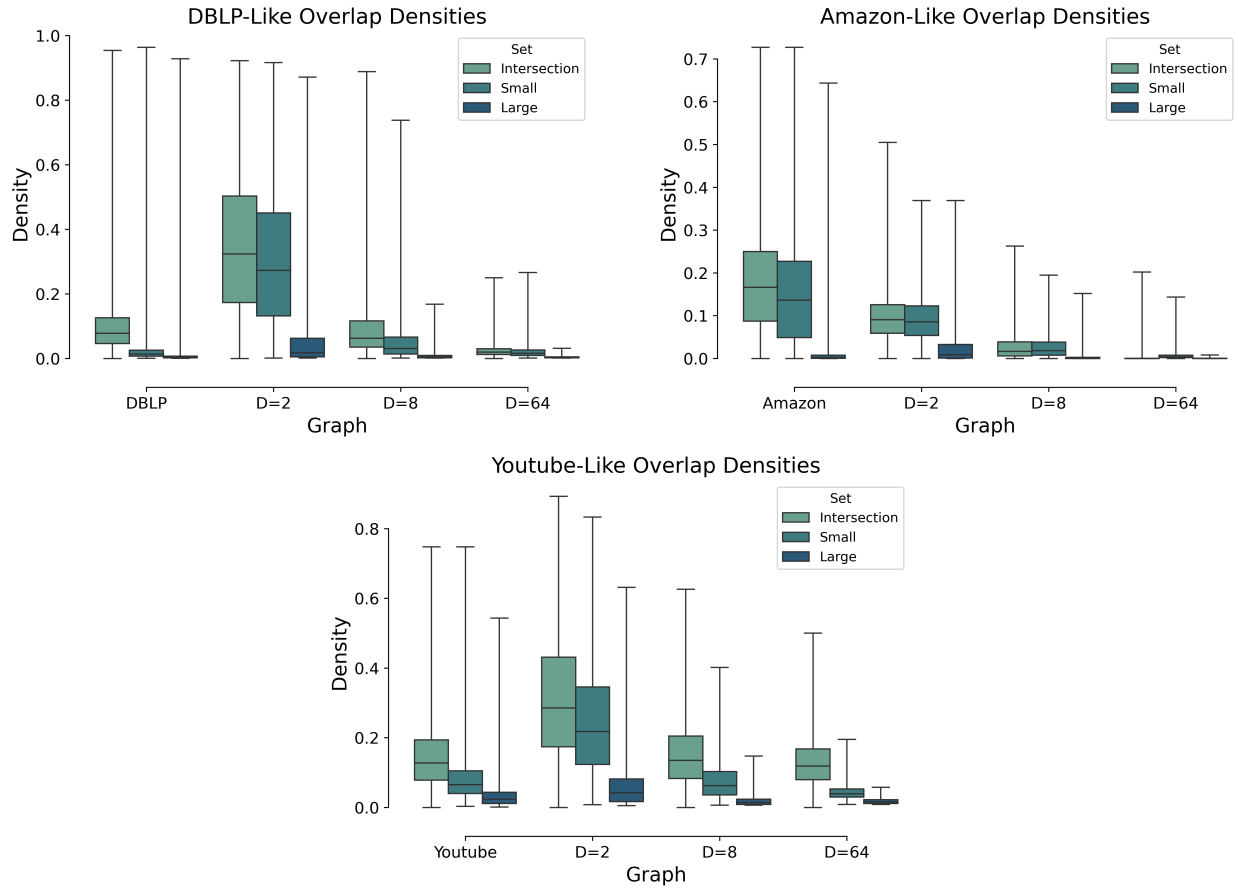 DBLP-Like Overlap Densities
Density
1.0
0.8
0.6
0.4
0.2
0.0
Set
Intersection
Small
Large
DBLP
D=2
D=8
D=64
Graph
Amazon-Like Overlap Densities
Density
0.7
0.6
0.5
0.4
0.3
0.2
0.1
0.0
Set
Intersection
Small
Large
Amazon
D=2
D=8
D=64
Graph
Youtube-Like Overlap Densities
Density
0.8
0.6
0.4
0.2
0.0
Set
Intersection
Small
Large
Youtube
D=2
D=8
D=64
Graph